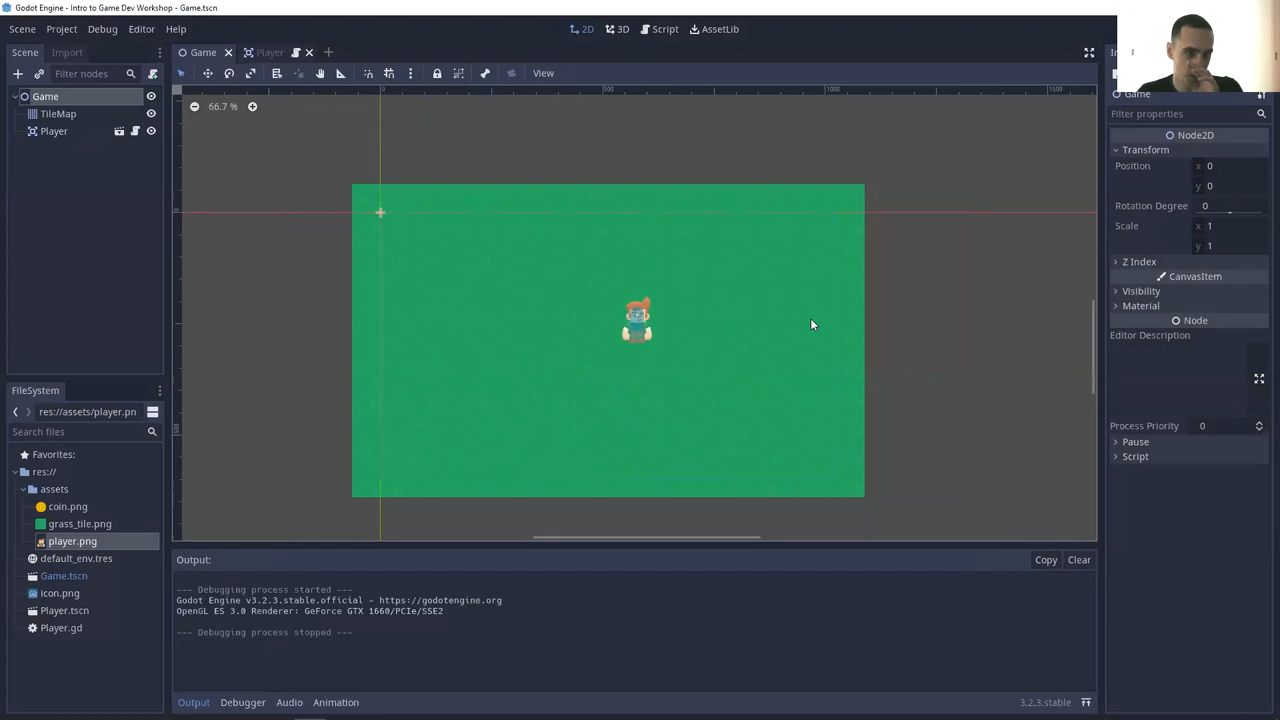 Godot Engine - Intro to Game Dev Workshop - Game.tscn
Scene Project Debug Editor Help
2D 3D Script AssetLib
Scene Import
Game Player
Filter nodes
View
Game
TileMap
Player
66.7 %
0 500 1000 1500
0
500
Game
Filter properties
Node2D
Transform
Position x 0
y 0
Rotation Degree 0
Scale x 1
y 1
Z Index
CanvasItem
Visibility
Material
Node
Editor Description
Process Priority 0
Pause
Script
FileSystem
res://assets/player.pn
Search files
Favorites:
res://
assets
coin.png
grass_tile.png
player.png
default_env.tres
Game.tscn
icon.png
Player.tscn
Player.gd
Output: Copy Clear
--- Debugging process started ---
Godot Engine v3.2.3.stable.official - https://godotengine.org
OpenGL ES 3.0 Renderer: GeForce GTX 1660/PCIe/SSE2
--- Debugging process stopped ---
Output Debugger Audio Animation 3.2.3.stable